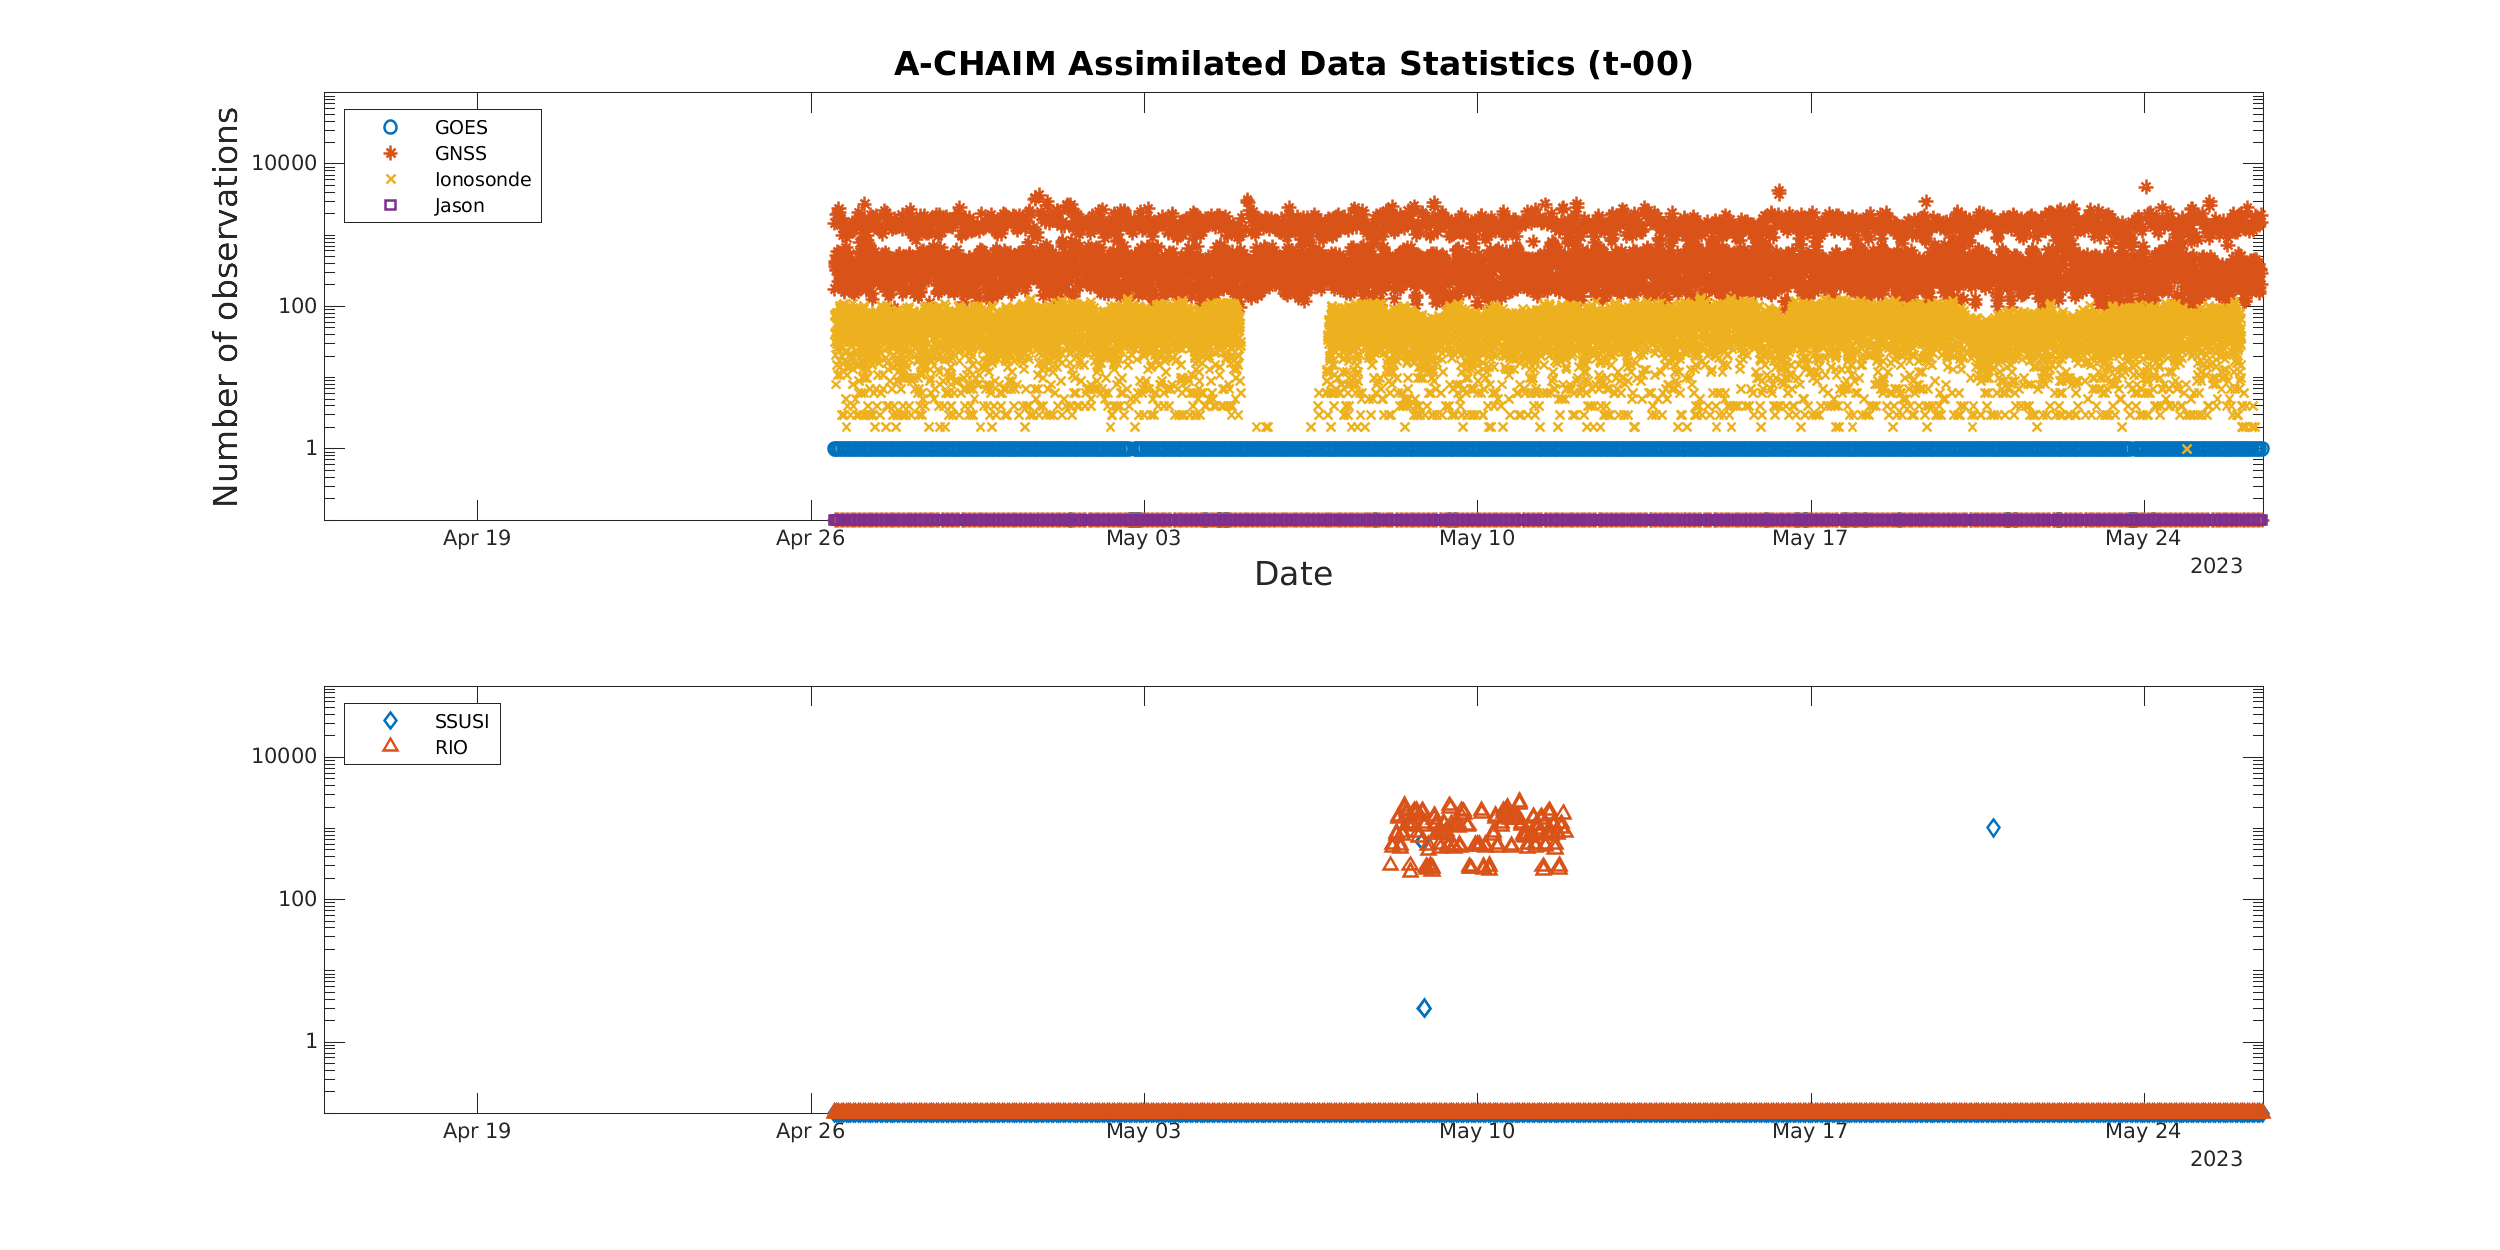 A-CHAIM Assimilated Data Statistics (t-00)
Number of observations
10000
100
1
GOES
GNSS
Ionosonde
Jason
Apr 19
Apr 26
May 03
May 10
May 17
May 24
2023
Date
10000
100
1
SSUSI
RIO
Apr 19
Apr 26
May 03
May 10
May 17
May 24
2023